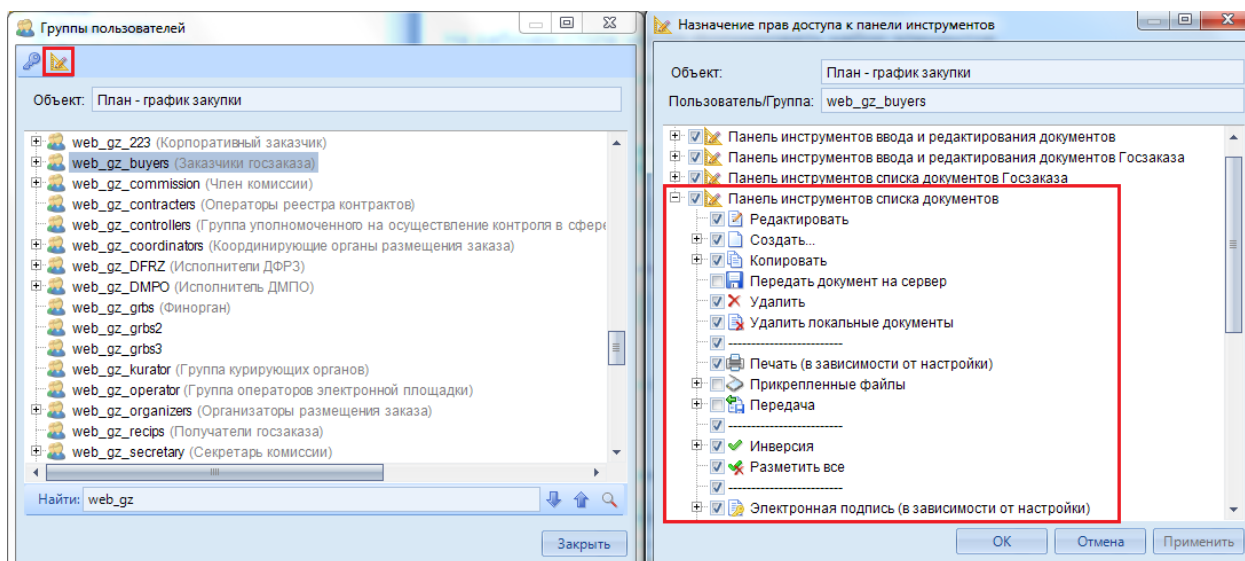 Группы пользователей
Объект: План - график закупки
web_gz_223 (Корпоративный заказчик)
web_gz_buyers (Заказчики госзаказа)
web_gz_commission (Член комиссии)
web_gz_contracters (Операторы реестра контрактов)
web_gz_controllers (Группа уполномоченного на осуществление контроля в сфере
web_gz_coordinators (Координирующие органы размещения заказа)
web_gz_DFRZ (Исполнители ДФРЗ)
web_gz_DMPO (Исполнитель ДМПО)
web_gz_grbs (Финорган)
web_gz_grbs2
web_gz_grbs3
web_gz_kurator (Группа курирующих органов)
web_gz_operator (Группа операторов электронной площадки)
web_gz_organizers (Организаторы размещения заказа)
web_gz_recips (Получатели госзаказа)
web_gz_secretary (Секретарь комиссии)
Найти: web_gz
Закрыть
Назначение прав доступа к панели инструментов
Объект: План - график закупки
Пользователь/Группа: web_gz_buyers
Панель инструментов ввода и редактирования документов
Панель инструментов ввода и редактирования документов Госзаказа
Панель инструментов списка документов Госзаказа
Панель инструментов списка документов
Редактировать
Создать...
Копировать
Передать документ на сервер
Удалить
Удалить локальные документы
-------------------------
Печать (в зависимости от настройки)
Прикрепленные файлы
Передача
-------------------------
Инверсия
Разметить все
-------------------------
Электронная подпись (в зависимости от настройки)
ОК Отмена Применить